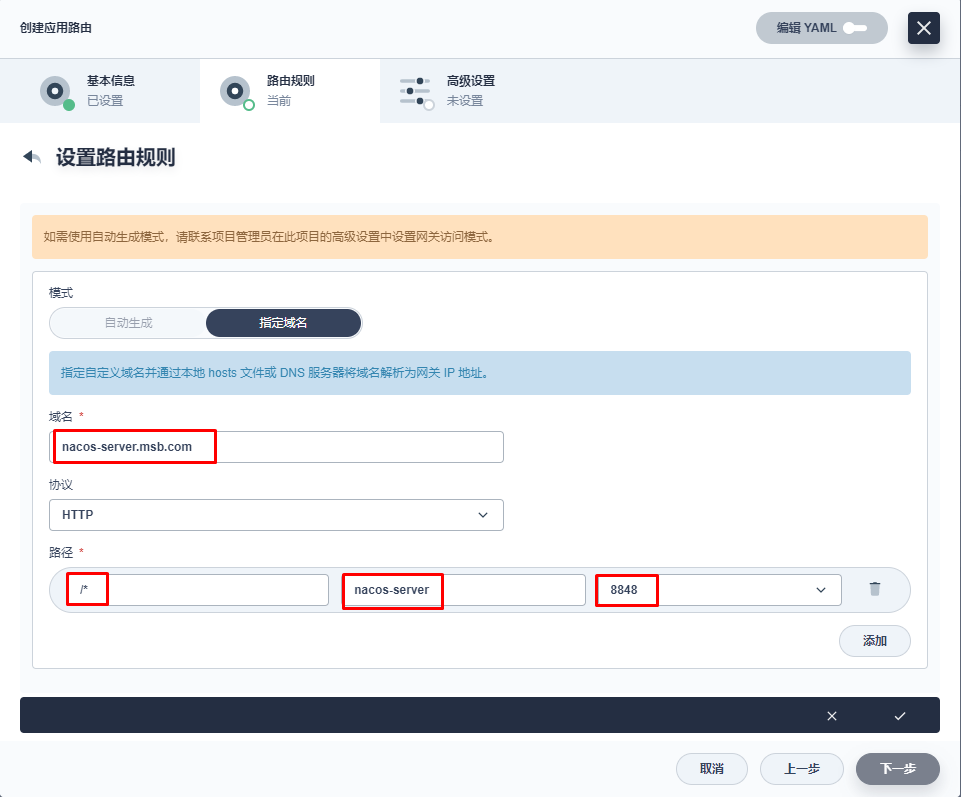 创建应用路由
编辑 YAML
基本信息
已设置
路由规则
当前
高级设置
未设置
设置路由规则
如需使用自动生成模式，请联系项目管理员在此项目的高级设置中设置网关访问模式。
模式
自动生成
指定域名
指定自定义域名并通过本地 hosts 文件或 DNS 服务器将域名解析为网关 IP 地址。
域名 *
nacos-server.msb.com
协议
HTTP
路径 *
/*
nacos-server
8848
添加
取消
上一步
下一步